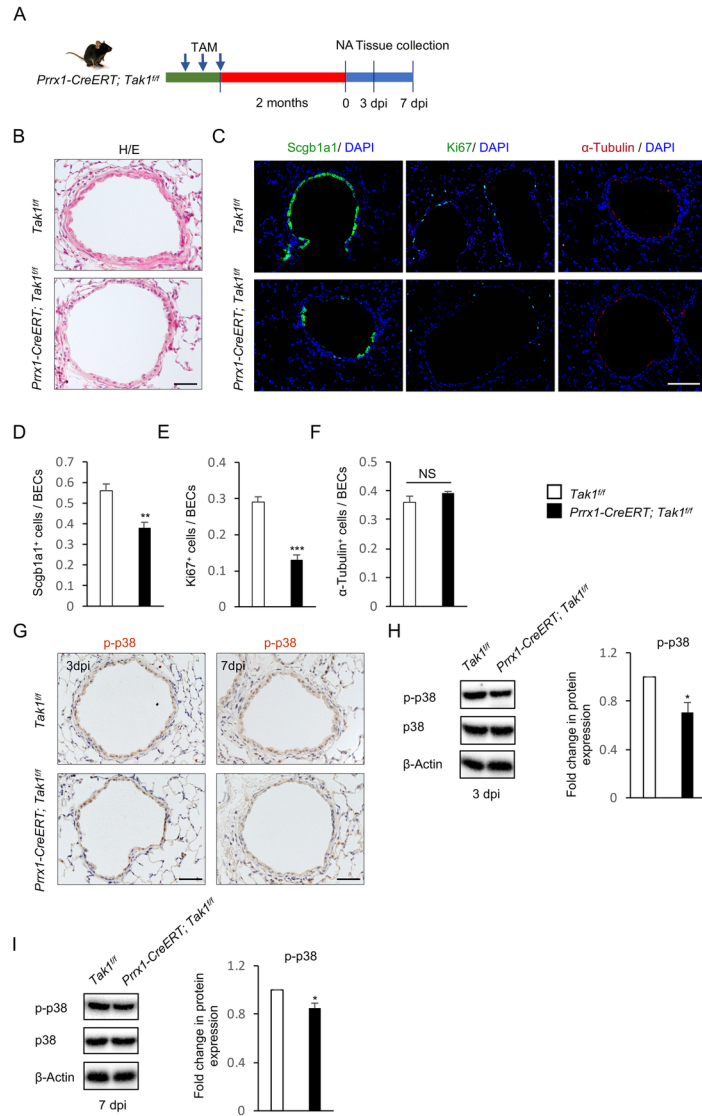 A
TAM
NA Tissue collection
Prrx1-CreERT; Tak1f/f
2 months
0
3 dpi
7 dpi
B
H/E
Tak1f/f
Prrx1-CreERT; Tak1f/f
C
Scgb1a1/ DAPI
Ki67/ DAPI
α-Tubulin / DAPI
Tak1f/f
Prrx1-CreERT; Tak1f/f
D
Scgb1a1+ cells / BECs
0.7
0.6
0.5
0.4
0.3
0.2
0.1
0
**
E
Ki67+ cells / BECs
0.4
0.3
0.2
0.1
0
***
F
α-Tubulin+ cells / BECs
0.5
0.4
0.3
0.2
0.1
0
NS
Tak1f/f
Prrx1-CreERT; Tak1f/f
G
p-p38
p-p38
3dpi
7dpi
Tak1f/f
Prrx1-CreERT; Tak1f/f
H
Tak1f/f
Prrx1-CreERT; Tak1f/f
p-p38
p38
β-Actin
3 dpi
p-p38
Fold change in protein
expression
1.2
0.8
0.4
0
*
I
Tak1f/f
Prrx1-CreERT; Tak1f/f
p-p38
p38
β-Actin
7 dpi
p-p38
Fold change in protein
expression
1.2
0.8
0.4
0
*